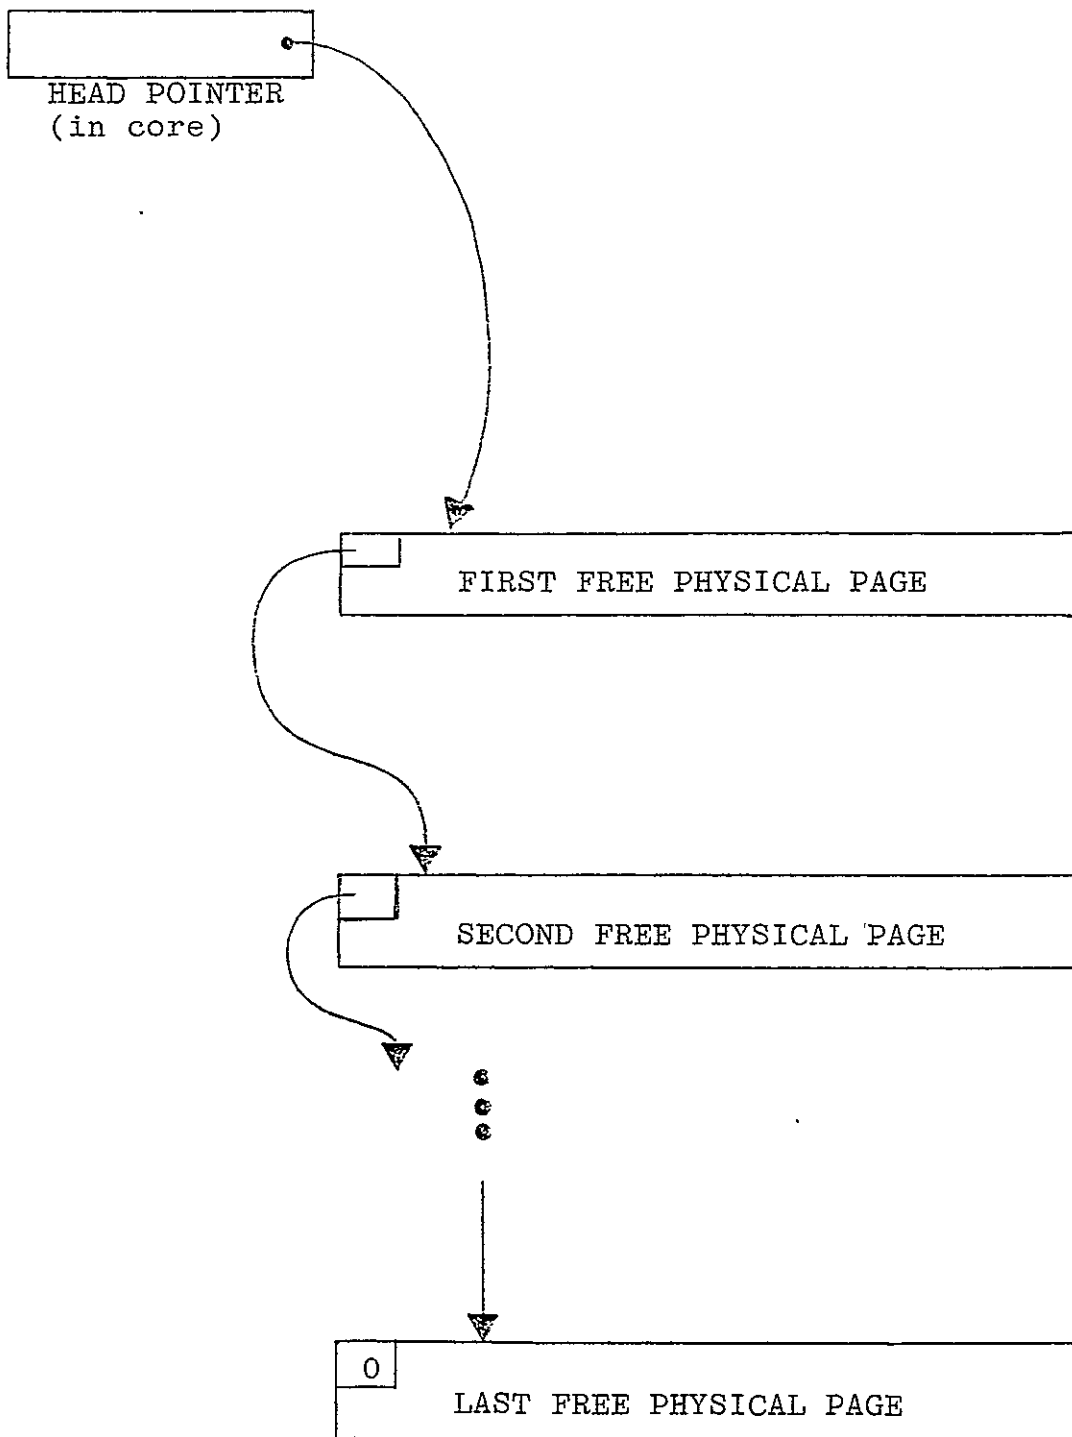 HEAD POINTER
(in core)
FIRST FREE PHYSICAL PAGE
SECOND FREE PHYSICAL PAGE
0
LAST FREE PHYSICAL PAGE